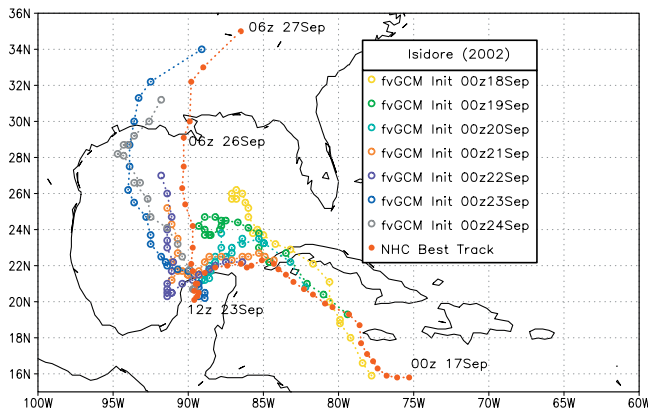 36N
34N
32N
30N
28N
26N
24N
22N
20N
18N
16N
100W 95W 90W 85W 80W 75W 70W 65W 60W
06z 27Sep
06z 26Sep
12z 23Sep
00z 17Sep
Isidore (2002)
fvGCM Init 00z18Sep
fvGCM Init 00z19Sep
fvGCM Init 00z20Sep
fvGCM Init 00z21Sep
fvGCM Init 00z22Sep
fvGCM Init 00z23Sep
fvGCM Init 00z24Sep
NHC Best Track